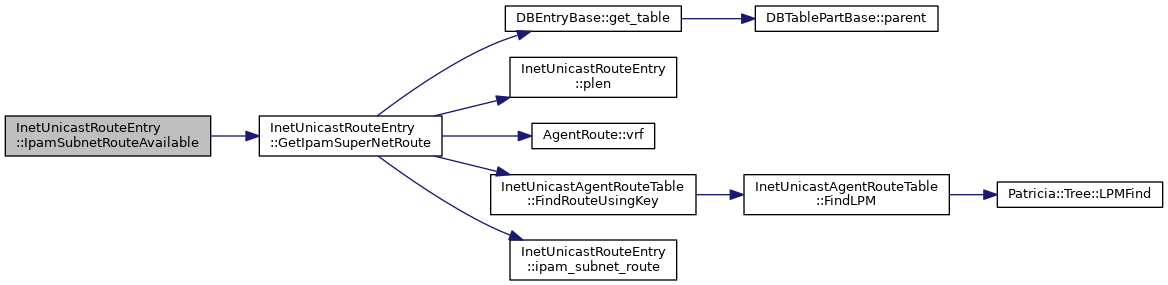 InetUnicastRouteEntry
::IpamSubnetRouteAvailable
InetUnicastRouteEntry
::GetIpamSuperNetRoute
DBEntryBase::get_table
DBTablePartBase::parent
InetUnicastRouteEntry
::plen
AgentRoute::vrf
InetUnicastAgentRouteTable
::FindRouteUsingKey
InetUnicastAgentRouteTable
::FindLPM
Patricia::Tree::LPMFind
InetUnicastRouteEntry
::ipam_subnet_route